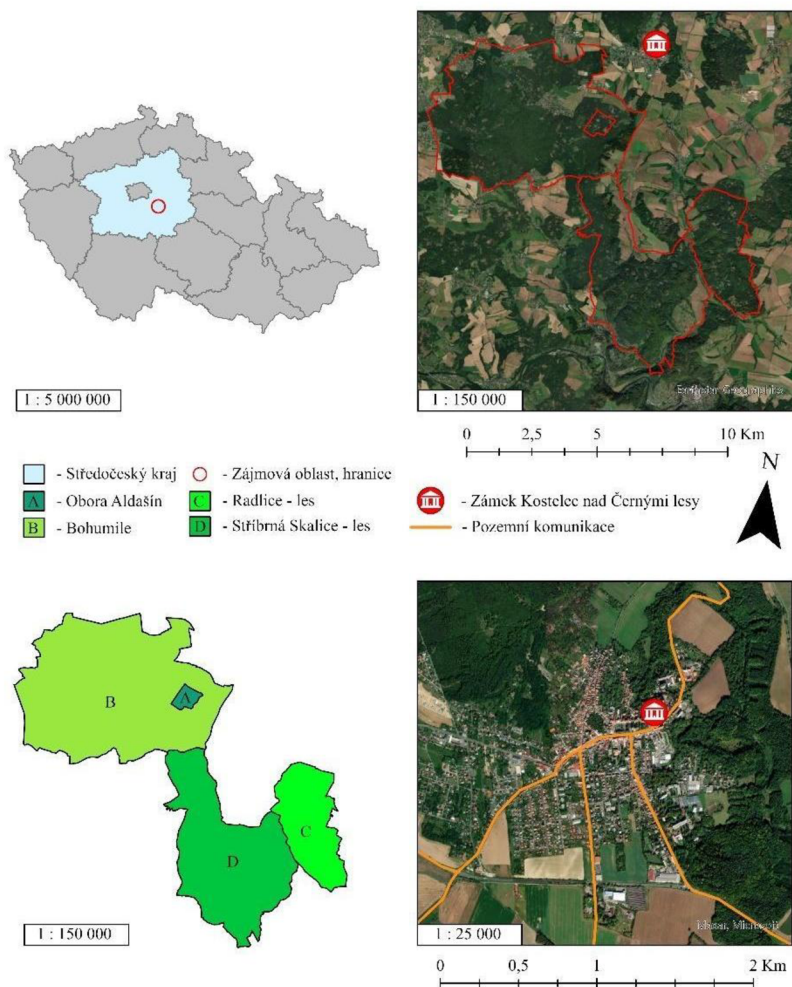 1 : 5 000 000
1 : 150 000
0 2,5 5 10 Km
- Středočeský kraj
- Zájmová oblast, hranice
N
A - Obora Aldašín
C - Radlice - les
- Zámek Kostelec nad Černými lesy
B - Bohumile
D - Stříbrná Skalice - les
- Pozemní komunikace
A
B
C
D
1 : 150 000
1 : 25 000
Maxar, Microsoft
0 0,5 1 2 Km